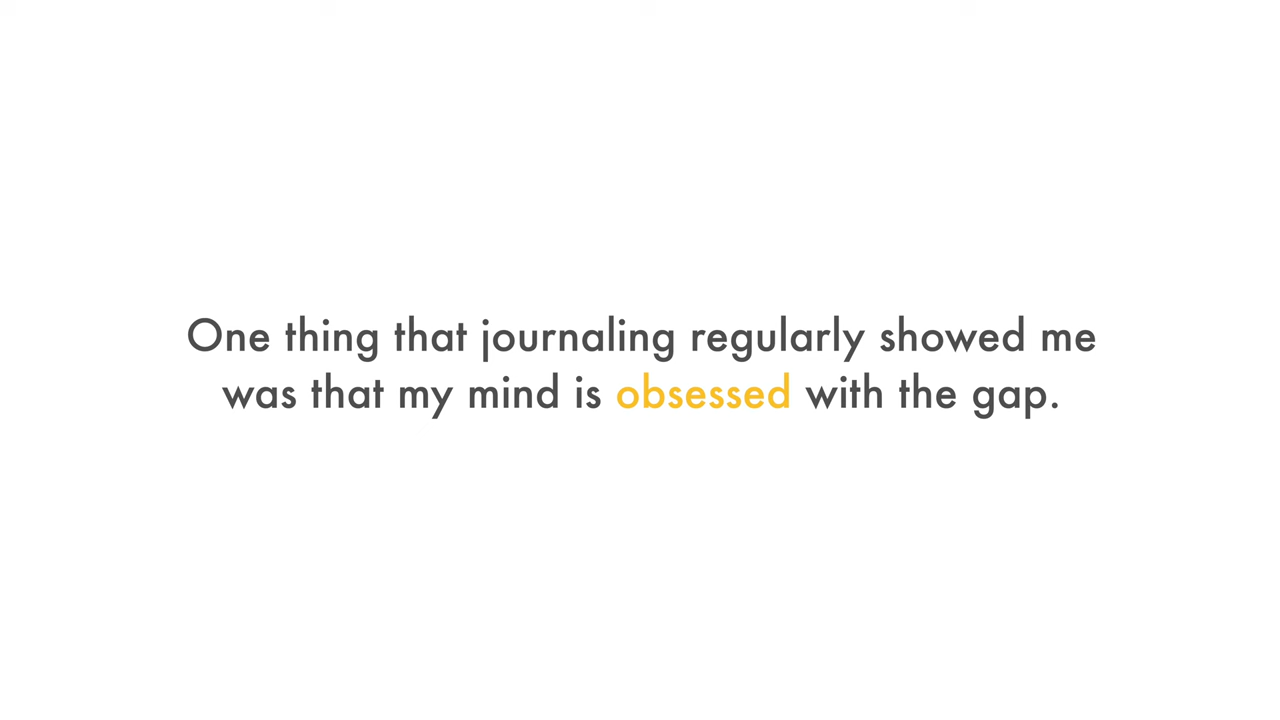 One thing that journaling regularly showed me
was that my mind is obsessed with the gap.